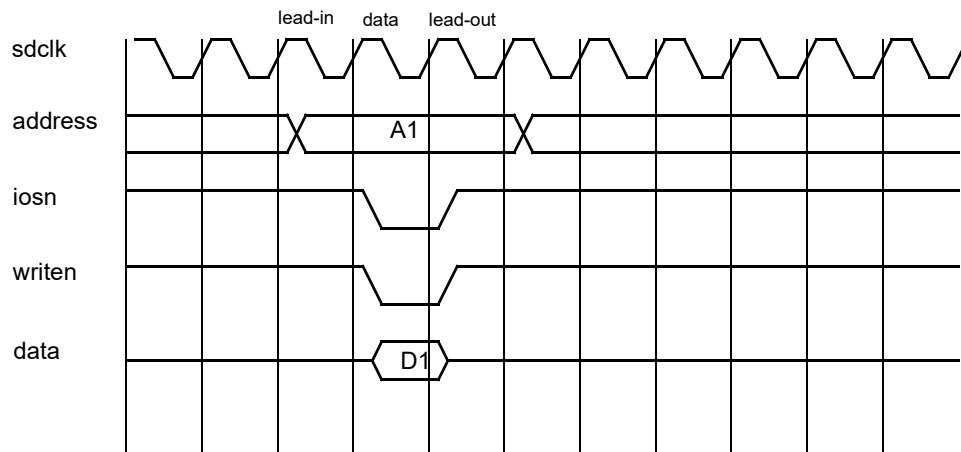 lead-in data lead-out
sdclk
address A1
iosn
writen
data D1